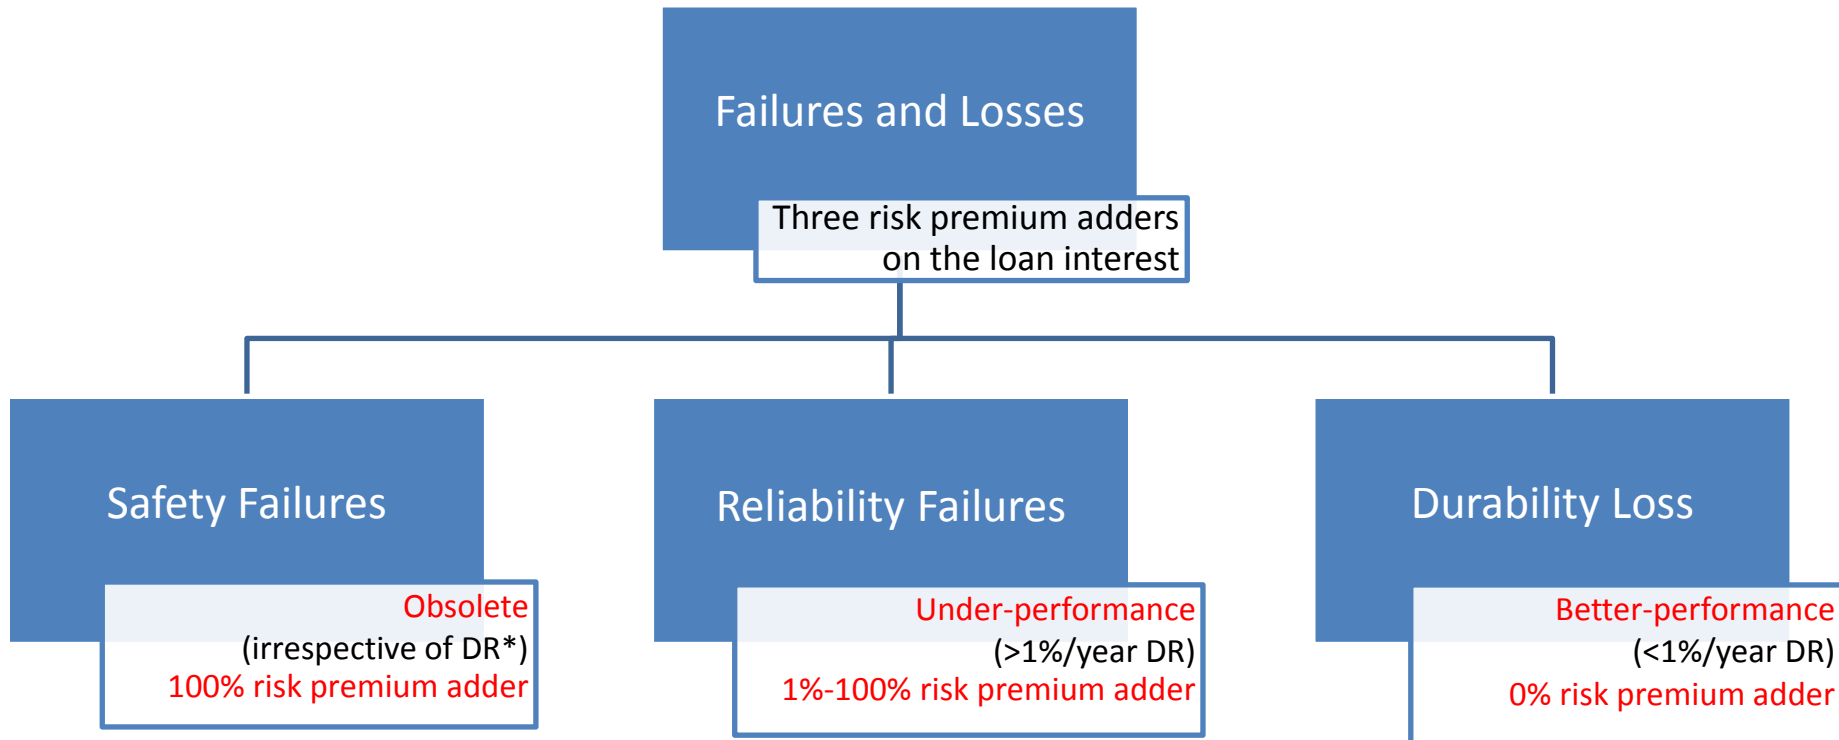 Failures and Losses
Three risk premium adders
on the loan interest
Safety Failures
Obsolete
(irrespective of DR*)
100% risk premium adder
Reliability Failures
Under-performance
(>1%/year DR)
1%-100% risk premium adder
Durability Loss
Better-performance
(<1%/year DR)
0% risk premium adder